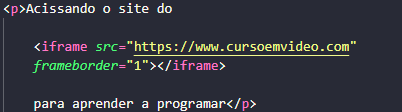 <p>Acissando o site do
<iframe src="https://www.cursoemvideo.com"
frameborder="1"></iframe>
para aprender a programar</p>